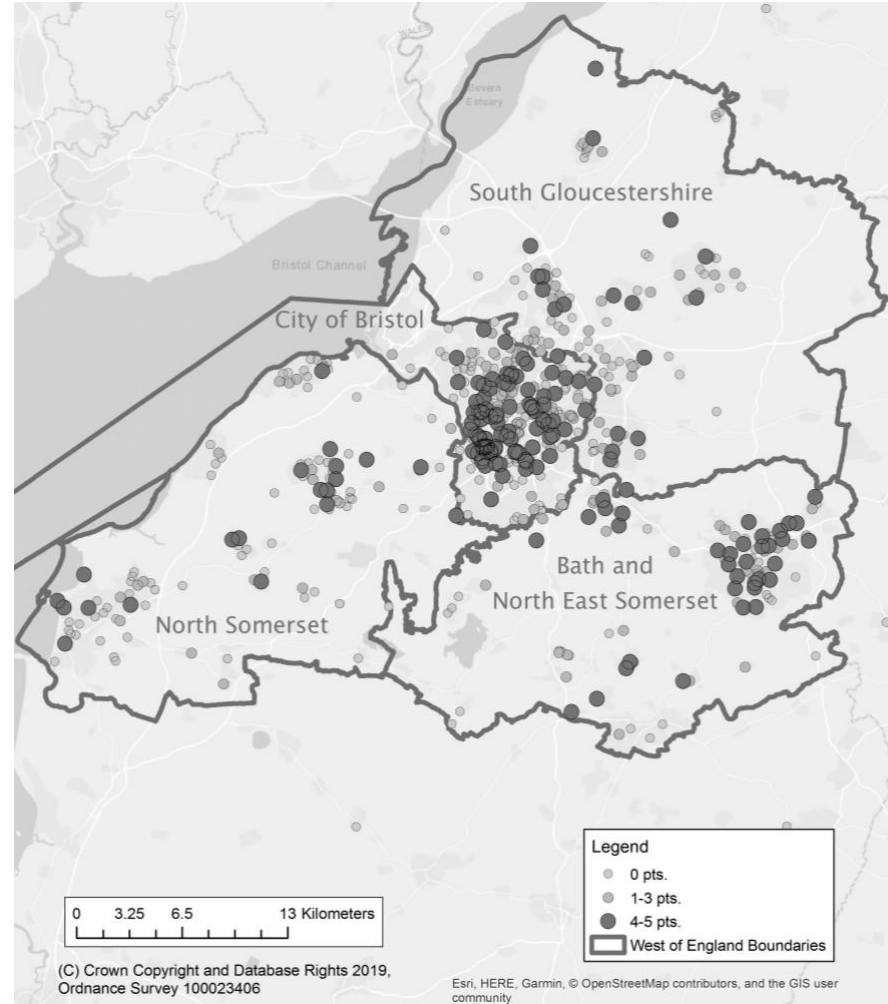 WALES
Severn
Estuary
South Gloucestershire
Bristol Channel
City of Bristol
Bath and
North East Somerset
North Somerset
Legend
0 pts.
1-3 pts.
4-5 pts.
West of England Boundaries
0 3.25 6.5 13 Kilometers
(C) Crown Copyright and Database Rights 2019,
Ordnance Survey 100023406
Esri, HERE, Garmin, © OpenStreetMap contributors, and the GIS user
community